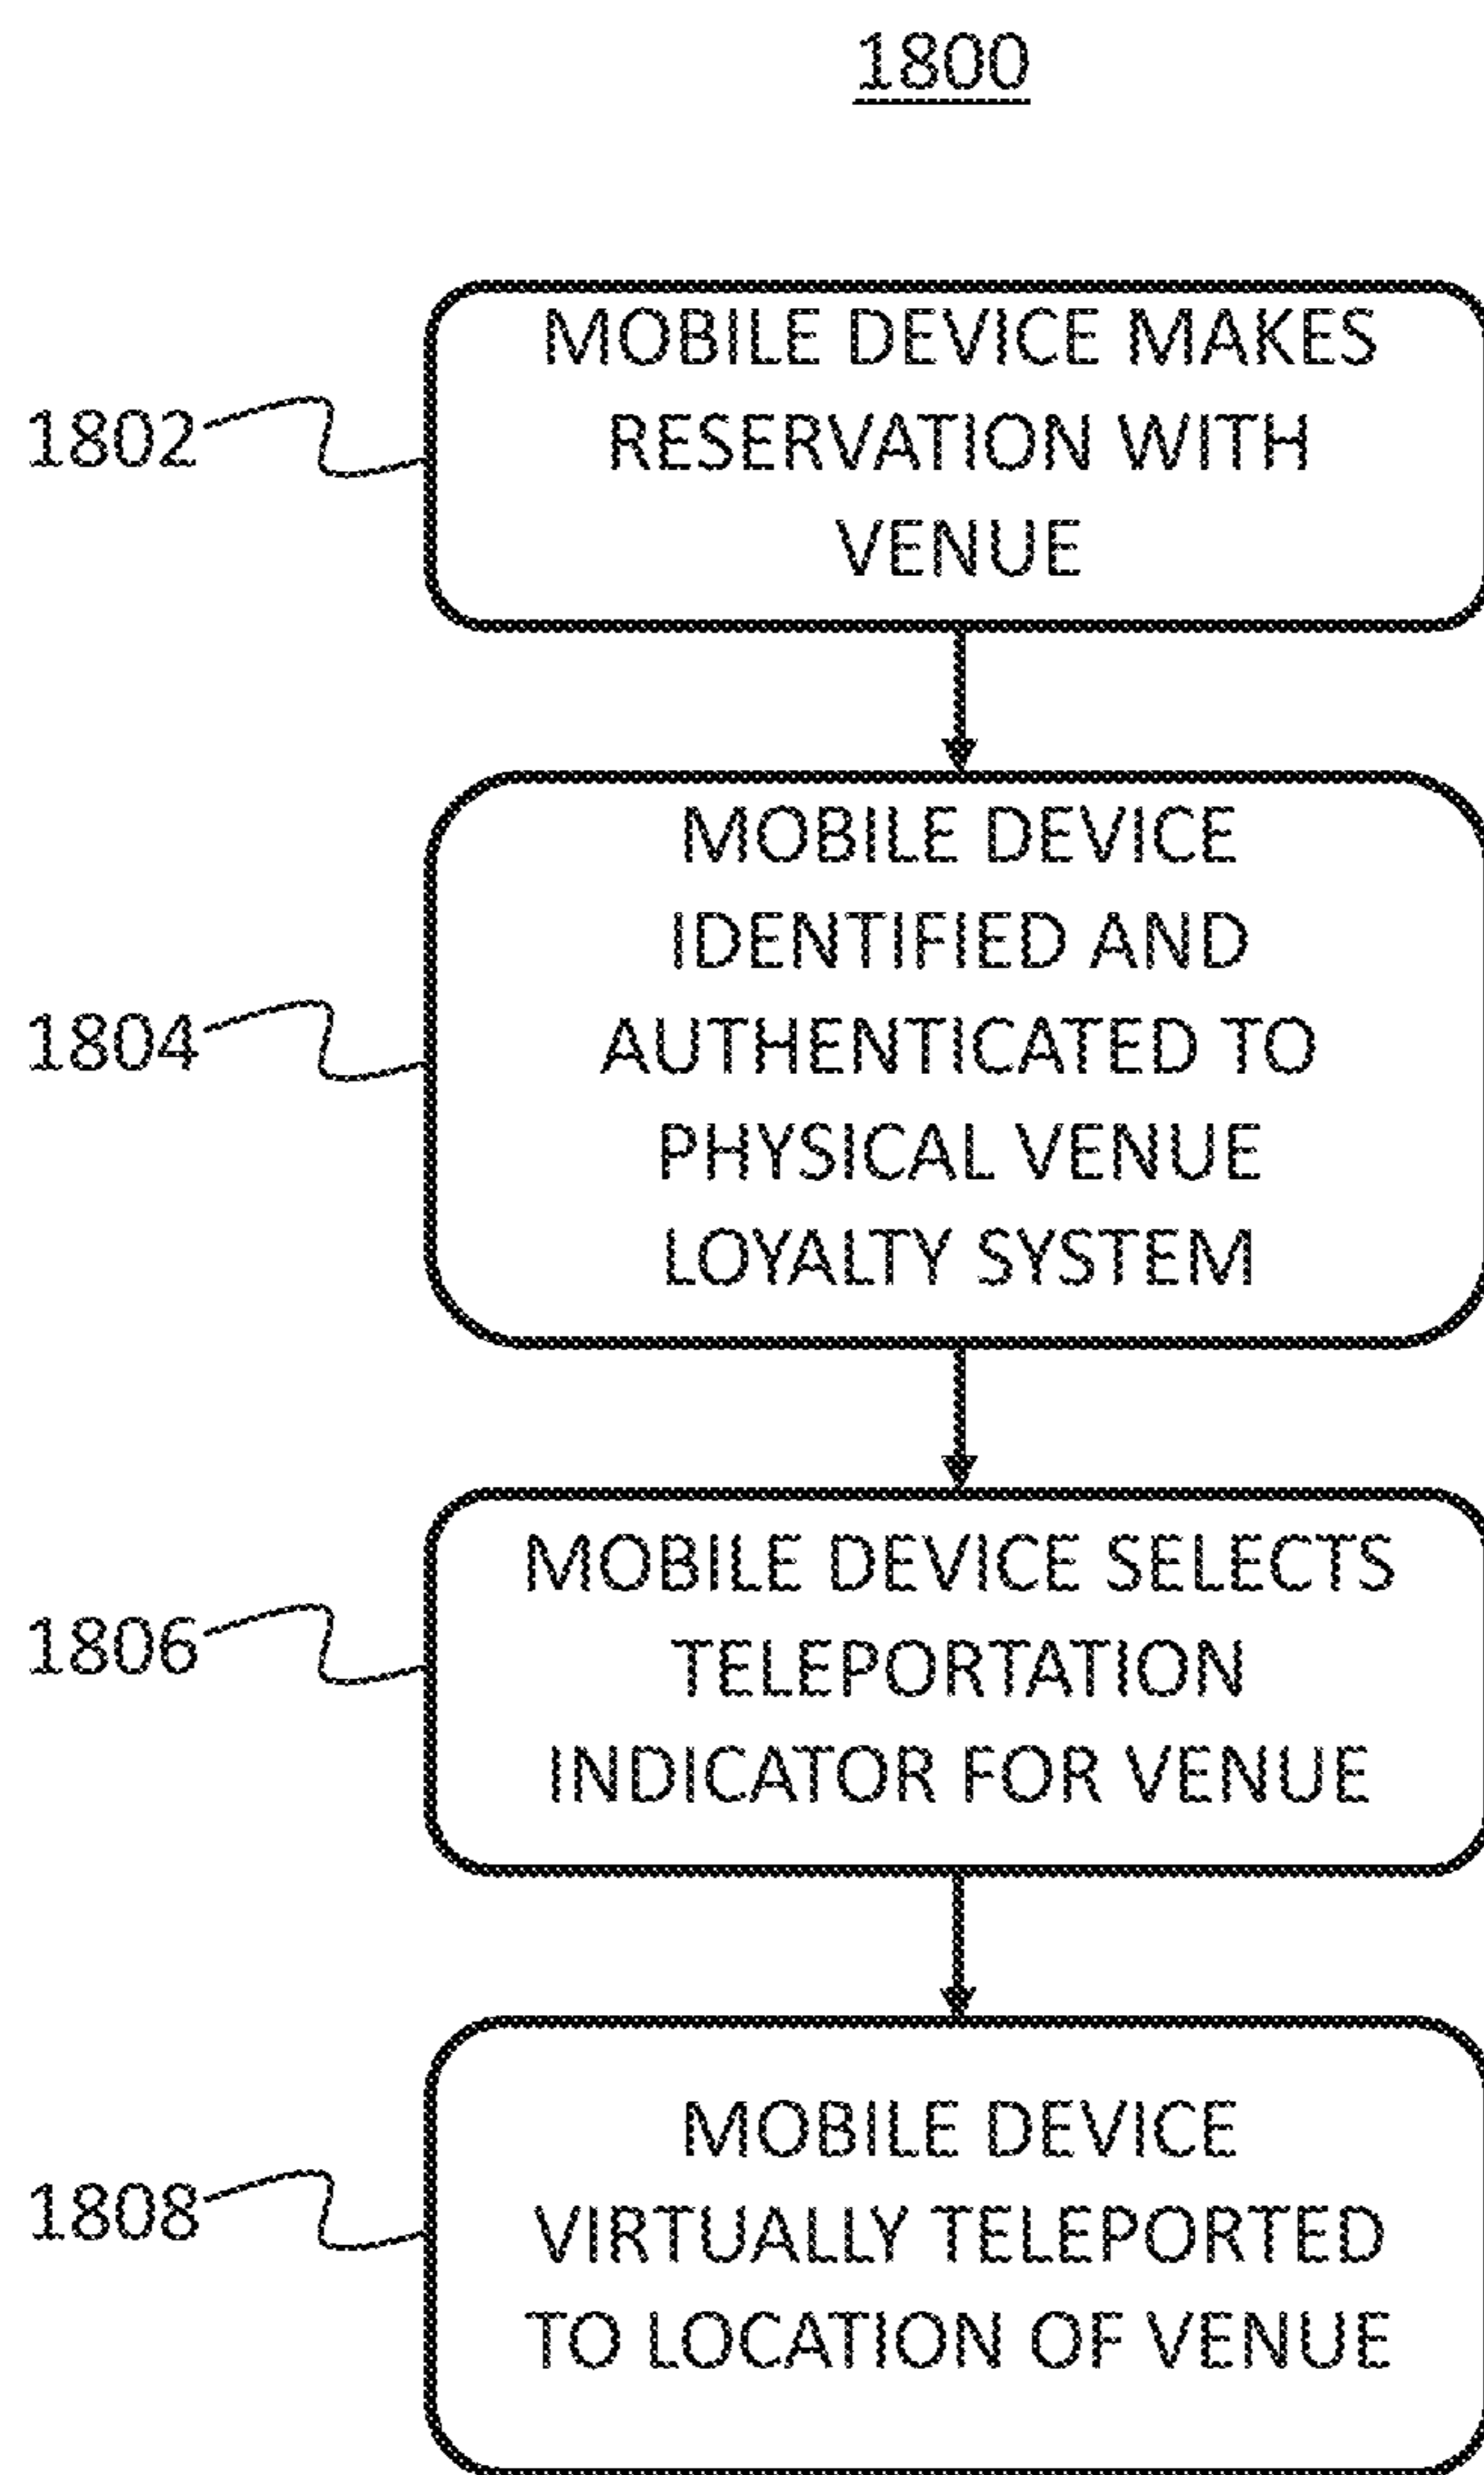 1800
1802
MOBILE DEVICE MAKES
RESERVATION WITH
VENUE
1804
MOBILE DEVICE
IDENTIFIED AND
AUTHENTICATED TO
PHYSICAL VENUE
LOYALTY SYSTEM
1806
MOBILE DEVICE SELECTS
TELEPORTATION
INDICATOR FOR VENUE
1808
MOBILE DEVICE
VIRTUALLY TELEPORTED
TO LOCATION OF VENUE